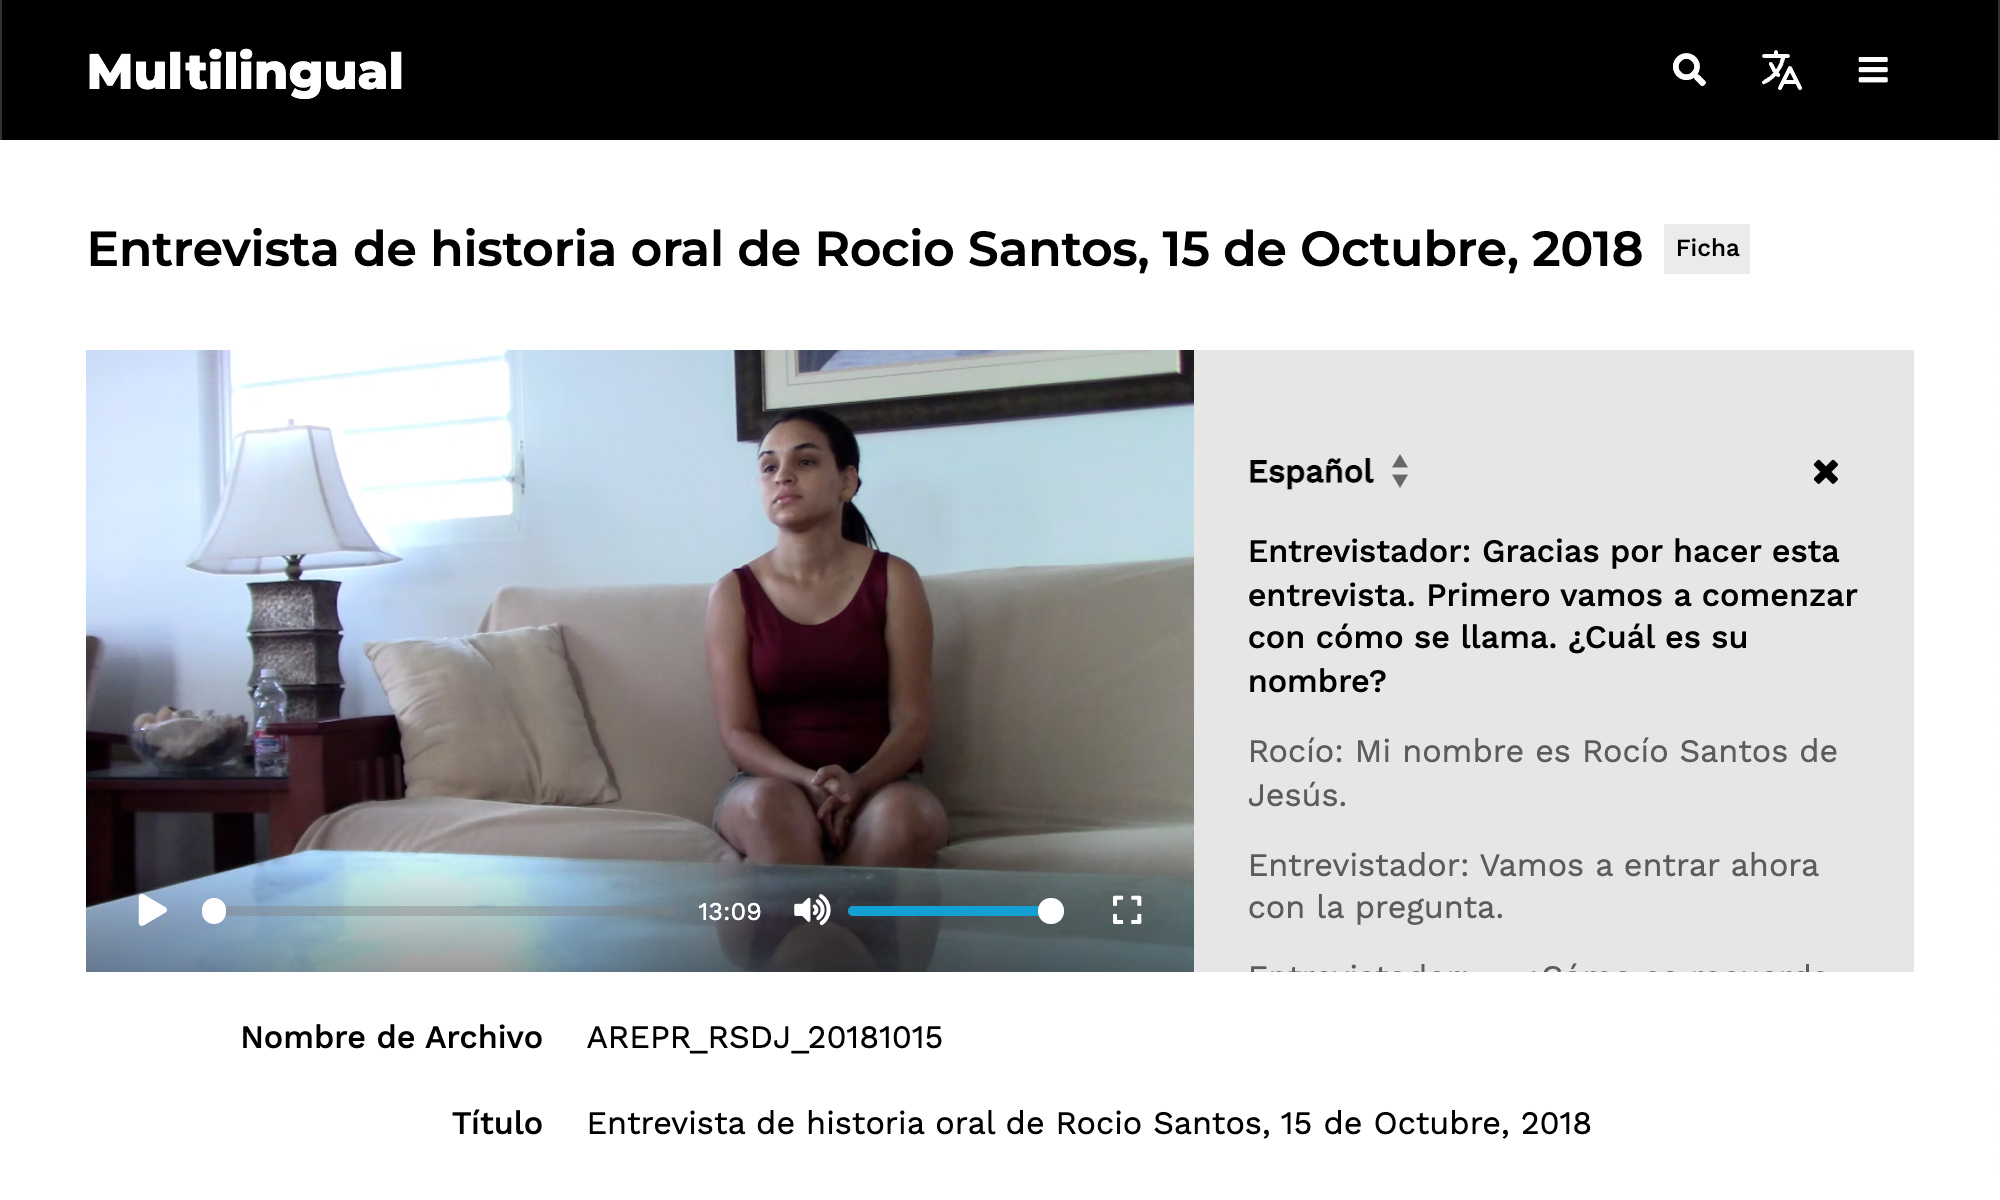 Multilingual
Entrevista de historia oral de Rocio Santos, 15 de Octubre, 2018 Ficha
Español
Entrevistador: Gracias por hacer esta
entrevista. Primero vamos a comenzar
con cómo se llama. ¿Cuál es su
nombre?
Rocío: Mi nombre es Rocío Santos de
Jesús.
Entrevistador: Vamos a entrar ahora
con la pregunta.
13:09
Nombre de Archivo AREPR_RSDJ_20181015
Título Entrevista de historia oral de Rocio Santos, 15 de Octubre, 2018